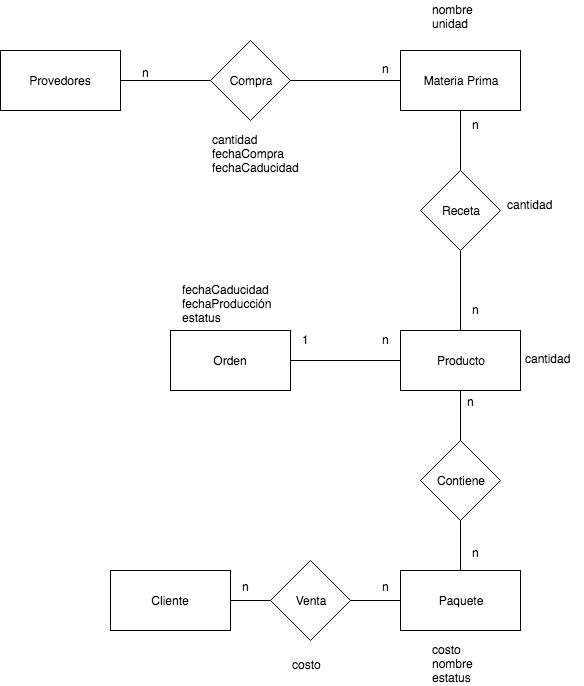 nombre
unidad
Provedores
n
Compra
n
Materia Prima
cantidad
fechaCompra
fechaCaducidad
n
Receta
cantidad
n
fechaCaducidad
fechaProducción
estatus
Orden
1
n
Producto
cantidad
n
Contiene
n
Cliente
n
Venta
n
Paquete
costo
costo
nombre
estatus